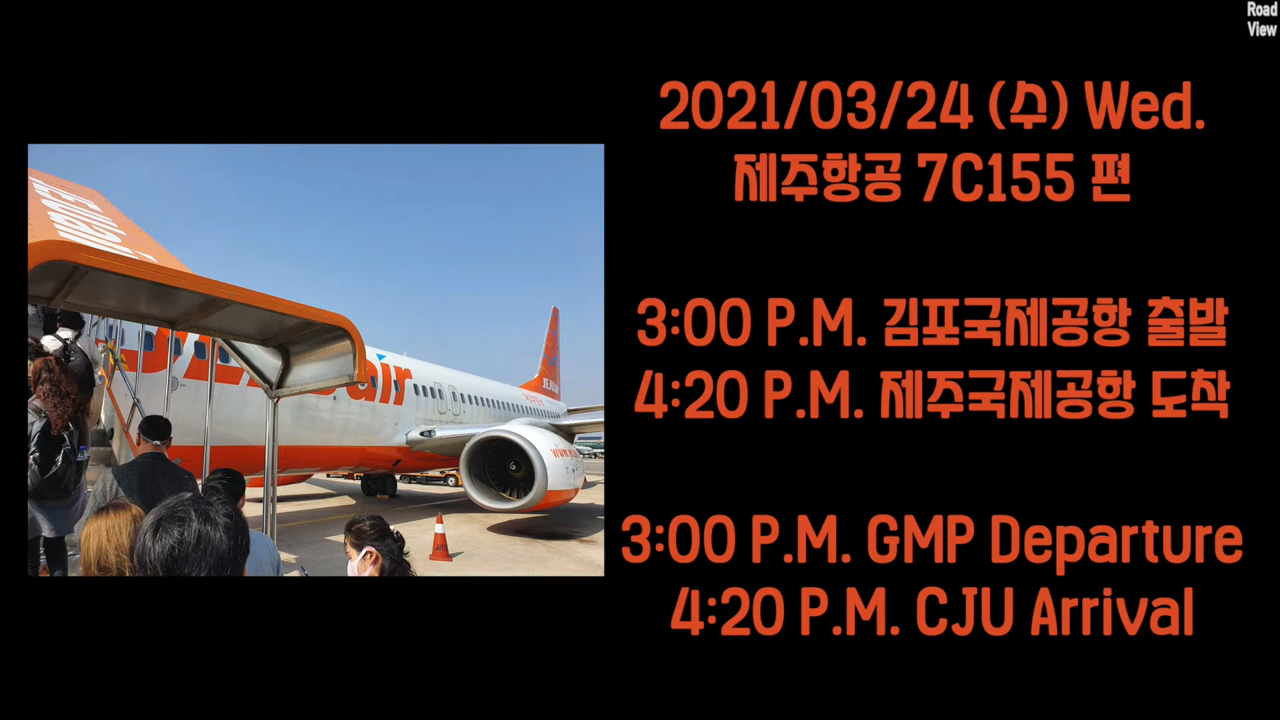 Road
View
2021/03/24 (수) Wed.
제주항공 7C155 편
3:00 P.M. 김포국제공항 출발
4:20 P.M. 제주국제공항 도착
3:00 P.M. GMP Departure
4:20 P.M. CJU Arrival
air
JEJUair